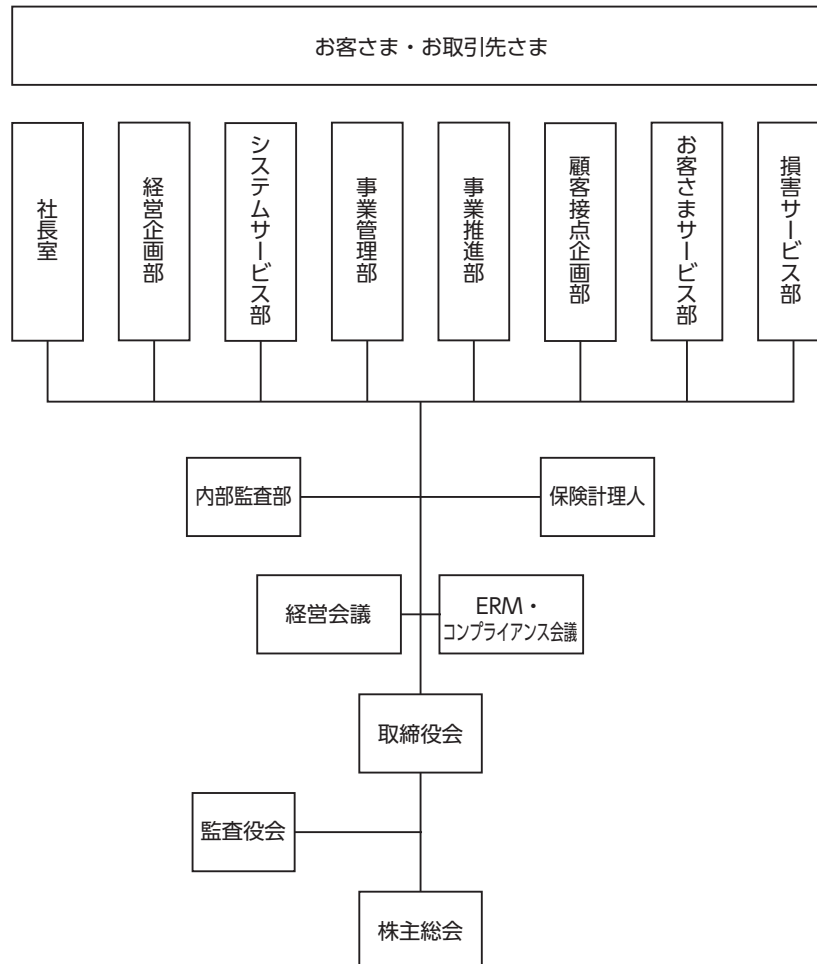 お客さま・お取引先さま
社長室
経営企画部
システムサービス部
事業管理部
事業推進部
顧客接点企画部
お客さまサービス部
損害サービス部
内部監査部
保険計理人
経営会議
ERM・
コンプライアンス会議
取締役会
監査役会
株主総会